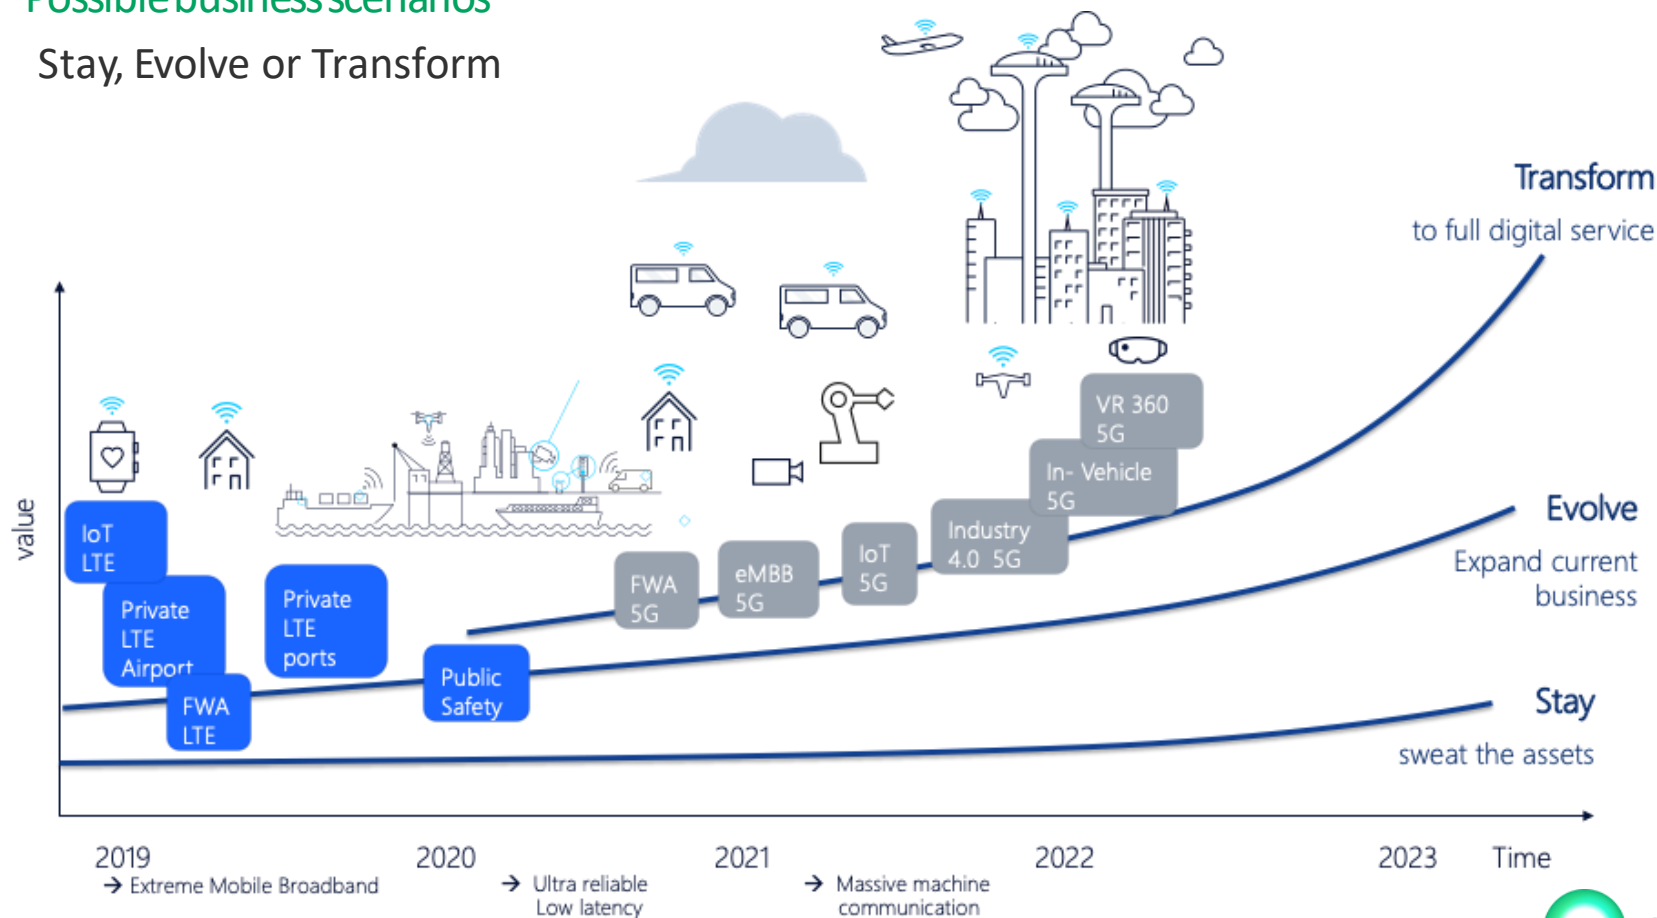 Possible business scenarios
Stay, Evolve or Transform
Transform
to full digital service
VR 360
5G
In- Vehicle
5G
Industry
4.0 5G
IoT
5G
eMBB
5G
FWA
5G
IoT
LTE
Private
LTE
Airport
Private
LTE
ports
FWA
LTE
Public
Safety
Evolve
Expand current
business
Stay
sweat the assets
value
2019
2020
2021
2022
2023
Time
→ Extreme Mobile Broadband
→ Ultra reliable
Low latency
→ Massive machine
communication